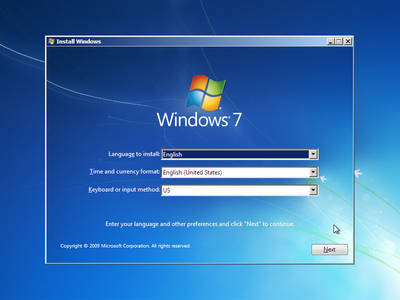 Install Windows
Windows 7
Language to install: English
Time and currency format: English (United States)
Keyboard or input method: US
Enter your language and other preferences and click "Next" to continue.
Copyright © 2009 Microsoft Corporation. All rights reserved.
Next